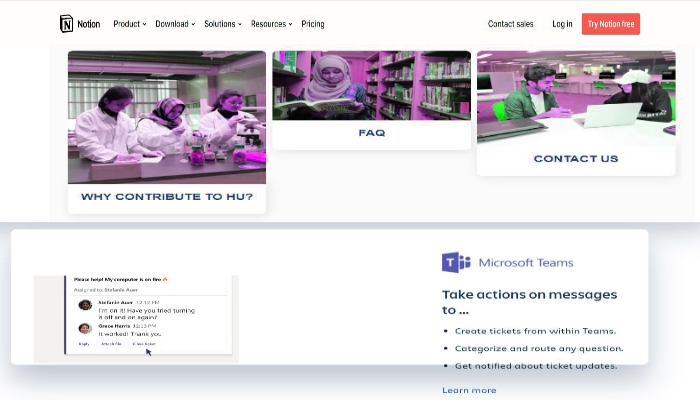 Notion
Product
Download
Solutions
Resources
Pricing
Contact sales
Log in
Try Notion free
WHY CONTRIBUTE TO HU?
FAQ
CONTACT US
Please help! My computer is on fire 🔥
Assigned to: Stefanie Auer
Stefanie Auer 12:12 PM
I'm on it! Have you tried turning
it off and on again?
Grace Harris 12:13 PM
It worked! Thank you
Reply Attach file Close ticket
Microsoft Teams
Take actions on messages
to ...
• Create tickets from within Teams.
• Categorize and route any question.
• Get notified about ticket updates.
Learn more